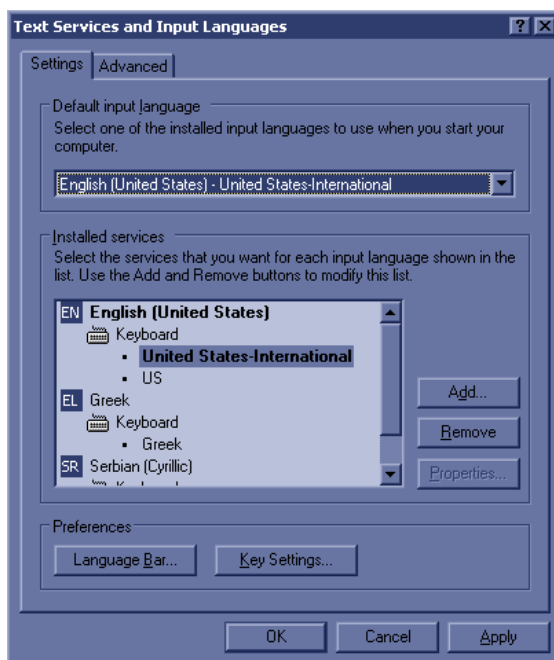 Text Services and Input Languages
Settings
Advanced
Default input language
Select one of the installed input languages to use when you start your
computer.
English (United States) - United States-International
Installed services
Select the services that you want for each input language shown in the
list. Use the Add and Remove buttons to modify this list.
EN English (United States)
Keyboard
• United States-International
• US
EL Greek
Keyboard
• Greek
SR Serbian (Cyrillic)
Add...
Remove
Properties...
Preferences
Language Bar...
Key Settings...
OK
Cancel
Apply